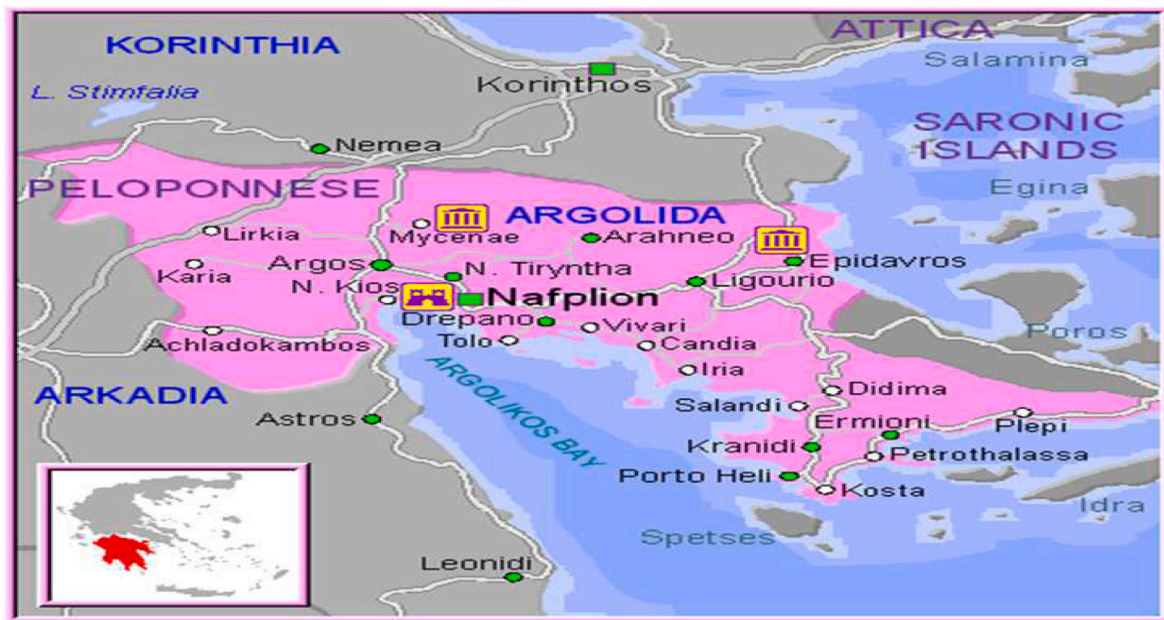 ATTICA
KORINTHIA
Salamina
Korinthos
L. Stimfalia
SARONIC
ISLANDS
Nemea
Egina
PELOPONNESE
ARGOLIDA
Lirkia
Mycenae
Arahneo
Argos
N. Tiryntha
Epidavros
Karia
N. Kios
Ligourio
Nafplion
Drepano
Vivari
Poros
Achladokambos
Tolo
Candia
Iria
ARKADIA
ARGOLIKOS BAY
Didima
Salandi
Astros
Ermioni
Plepi
Kranidi
Petrothalassa
Porto Heli
Kosta
Idra
Spetses
Leonidi